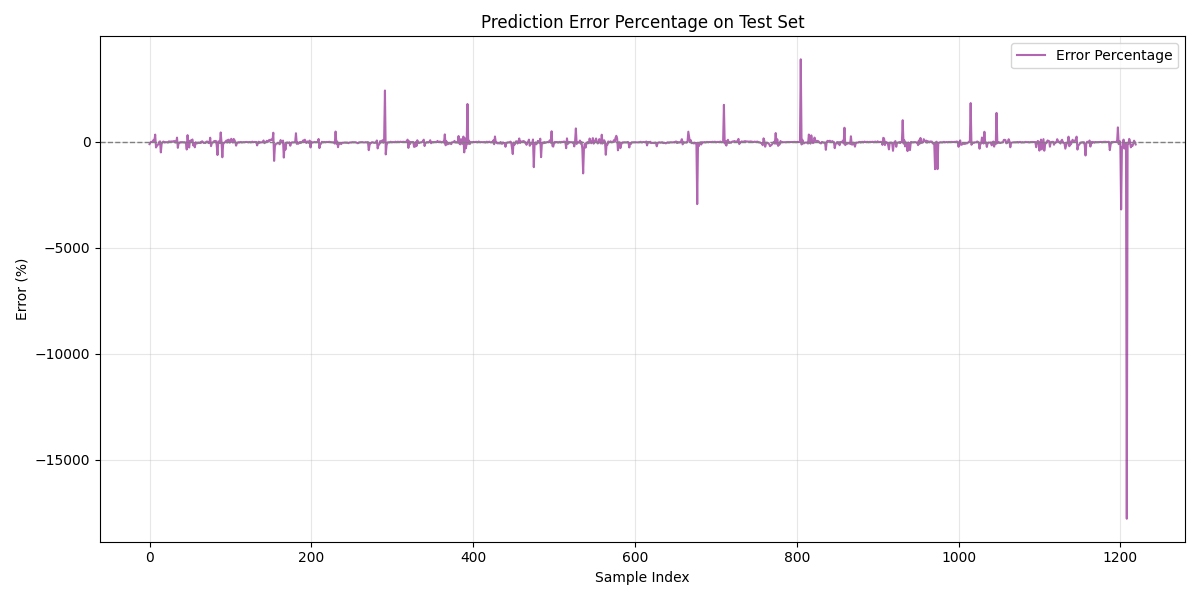 Prediction Error Percentage on Test Set
Error Percentage
Error (%)
0
−5000
−10000
−15000
0
200
400
600
800
1000
1200
Sample Index